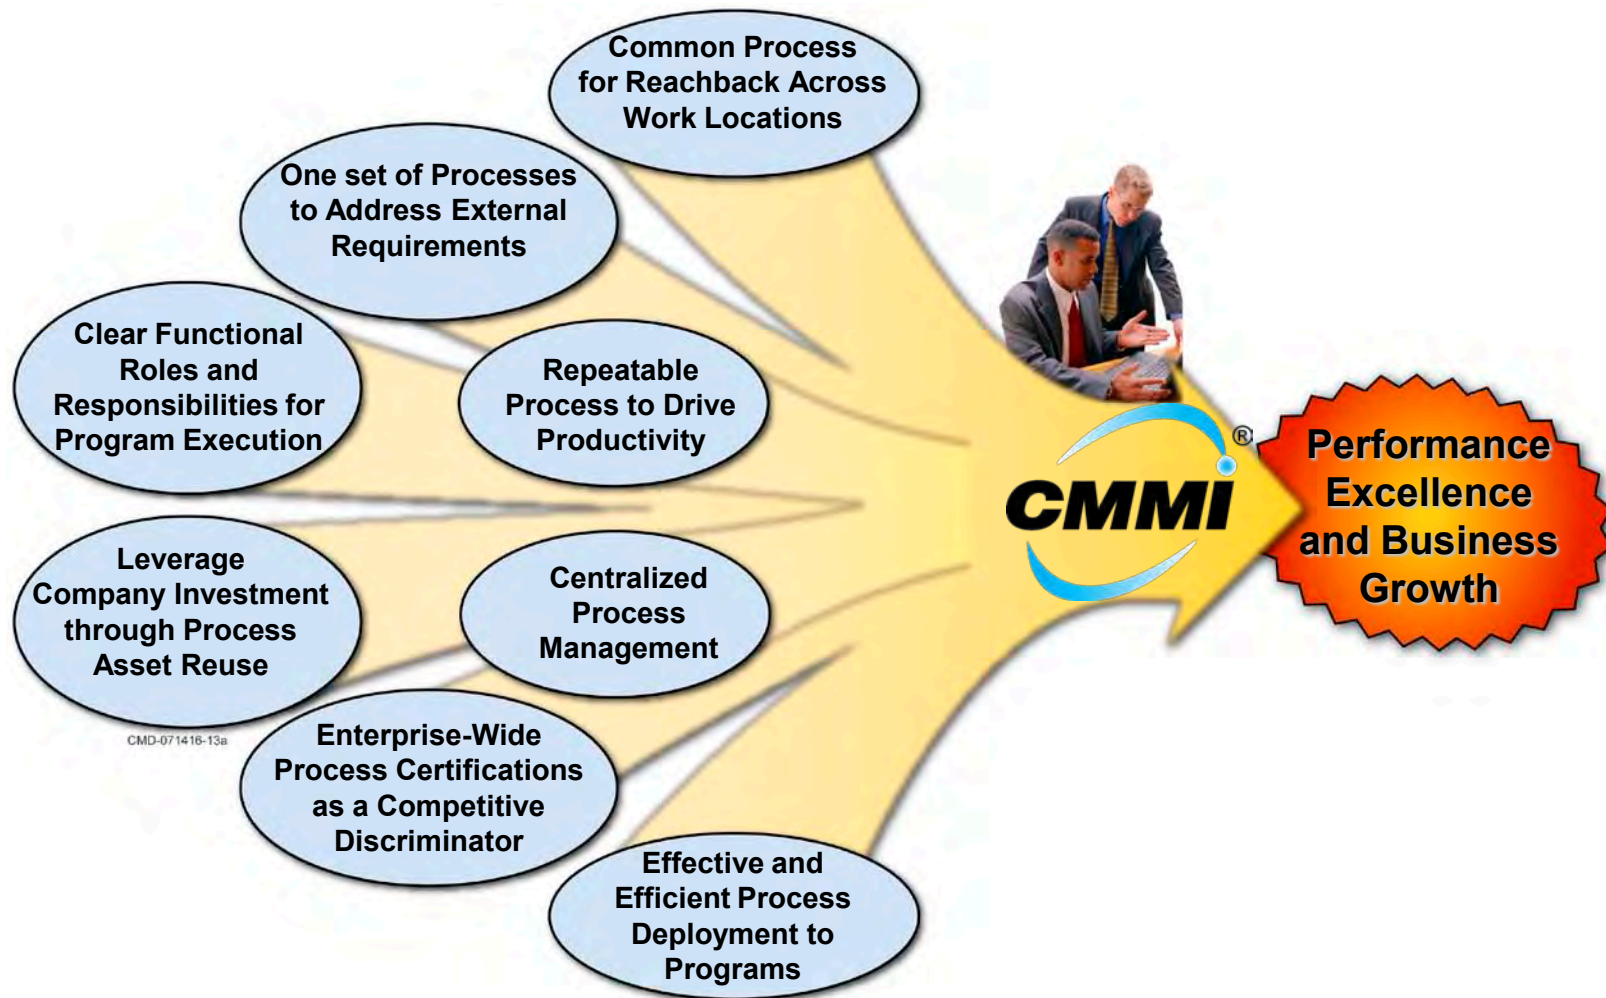 Common Process
for Reachback Across
Work Locations
One set of Processes
to Address External
Requirements
Clear Functional
Roles and
Responsibilities for
Program Execution
Repeatable
Process to Drive
Productivity
Leverage
Company Investment
through Process
Asset Reuse
Centralized
Process
Management
CMD-071416-13a
Enterprise-Wide
Process Certifications
as a Competitive
Discriminator
Effective and
Efficient Process
Deployment to
Programs
CMMI
®
Performance
Excellence
and Business
Growth